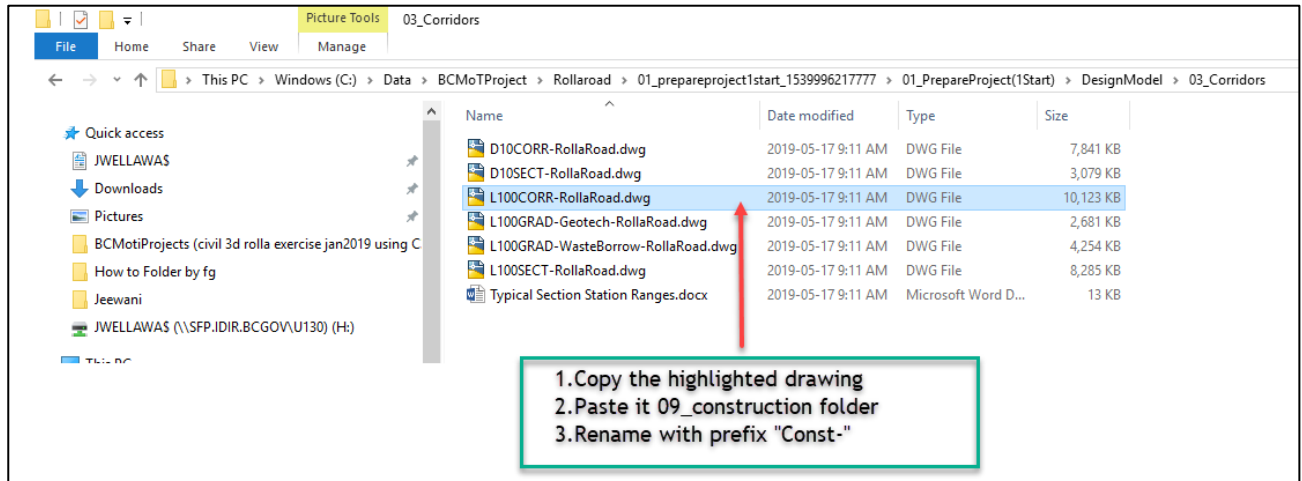 Picture Tools 03_Corridors
File Home Share View Manage
This PC > Windows (C:) > Data > BCMoTProject > Rollaroad > 01_prepareproject1start_1539996217777 > 01_PrepareProject(1Start) > DesignModel > 03_Corridors
Name Date modified Type Size
Quick access
JWELLAWA$
Downloads
Pictures
BCMotiProjects (civil 3d rolla exercise jan2019 using C
How to Folder by fg
Jeewani
JWELLAWA$ (\\SFP.IDIR.BCGOV\U130) (H:)
This PC
D10CORR-RollaRoad.dwg 2019-05-17 9:11 AM DWG File 7,841 KB
D10SECT-RollaRoad.dwg 2019-05-17 9:11 AM DWG File 3,079 KB
L100CORR-RollaRoad.dwg 2019-05-17 9:11 AM DWG File 10,123 KB
L100GRAD-Geotech-RollaRoad.dwg 2019-05-17 9:11 AM DWG File 2,681 KB
L100GRAD-WasteBorrow-RollaRoad.dwg 2019-05-17 9:11 AM DWG File 4,254 KB
L100SECT-RollaRoad.dwg 2019-05-17 9:11 AM DWG File 8,285 KB
Typical Section Station Ranges.docx 2019-05-17 9:11 AM Microsoft Word D... 13 KB
1.Copy the highlighted drawing
2.Paste it 09_construction folder
3.Rename with prefix "Const-"